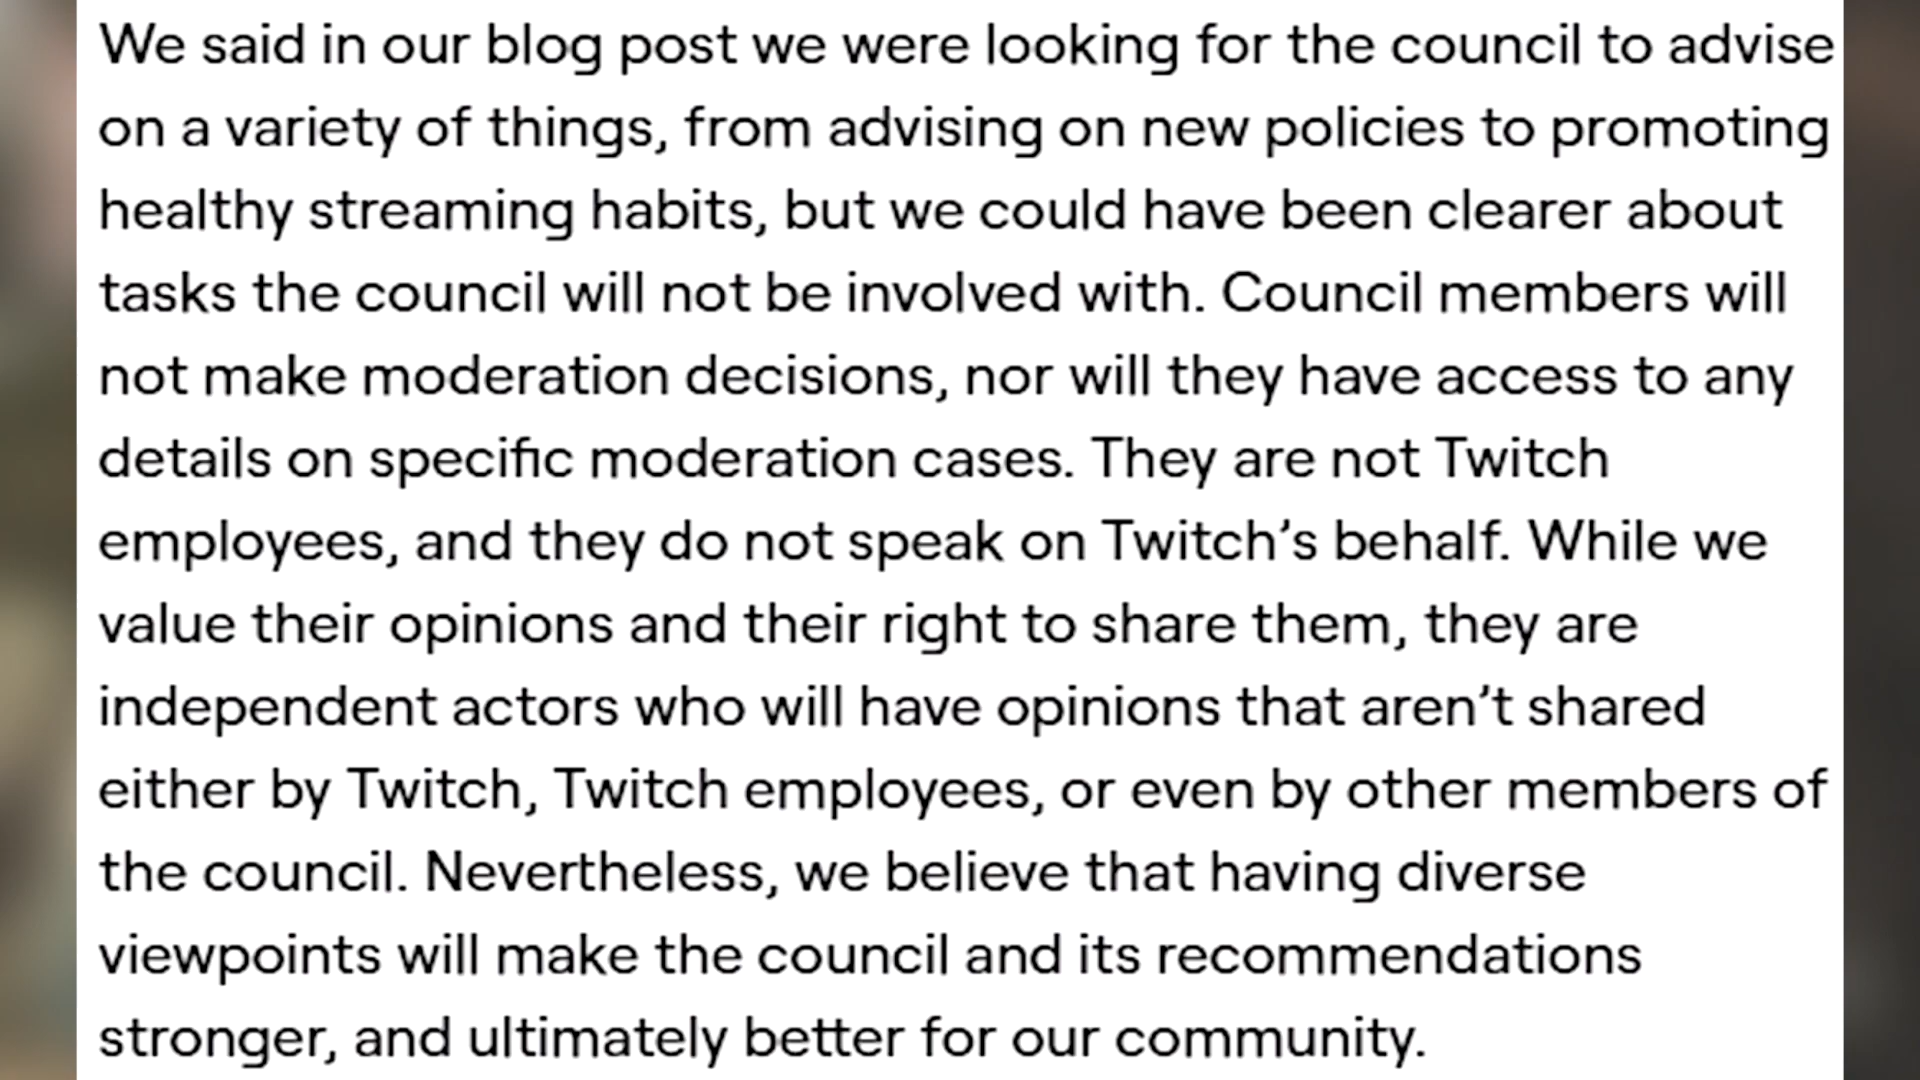 We said in our blog post we were looking for the council to advise
on a variety of things, from advising on new policies to promoting
healthy streaming habits, but we could have been clearer about
tasks the council will not be involved with. Council members will
not make moderation decisions, nor will they have access to any
details on specific moderation cases. They are not Twitch
employees, and they do not speak on Twitch’s behalf. While we
value their opinions and their right to share them, they are
independent actors who will have opinions that aren’t shared
either by Twitch, Twitch employees, or even by other members of
the council. Nevertheless, we believe that having diverse
viewpoints will make the council and its recommendations
stronger, and ultimately better for our community.